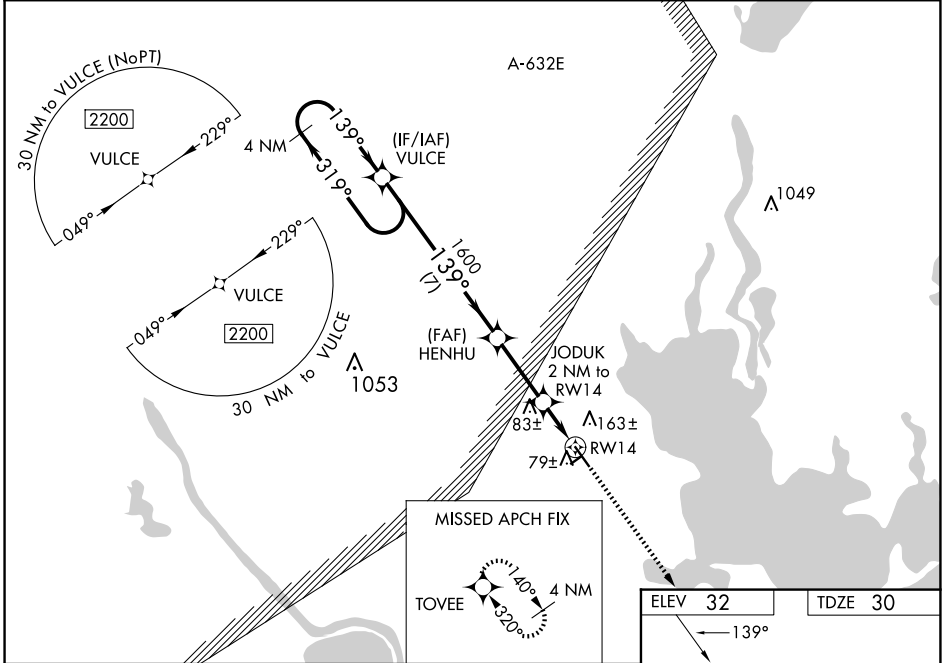 30 NM to VULCE (NoPT)
2200
VULCE
229°
049°
A-632E
4 NM
139°
319°
(IF/IAF)
VULCE
1049
229°
VULCE
049°
2200
30 NM to VULCE
1053
1600
139°
(7)
(FAF)
HENHU
JODUK
2 NM to
RW14
83±
163±
79±
RW14
MISSED APCH FIX
TOVEE
140°
320°
4 NM
ELEV 32
TDZE 30
139°